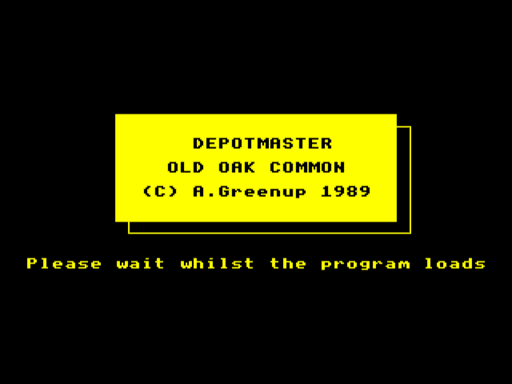 DEPOTMASTER
OLD OAK COMMON
(C) A.Greenup 1989
Please wait whilst the program loads